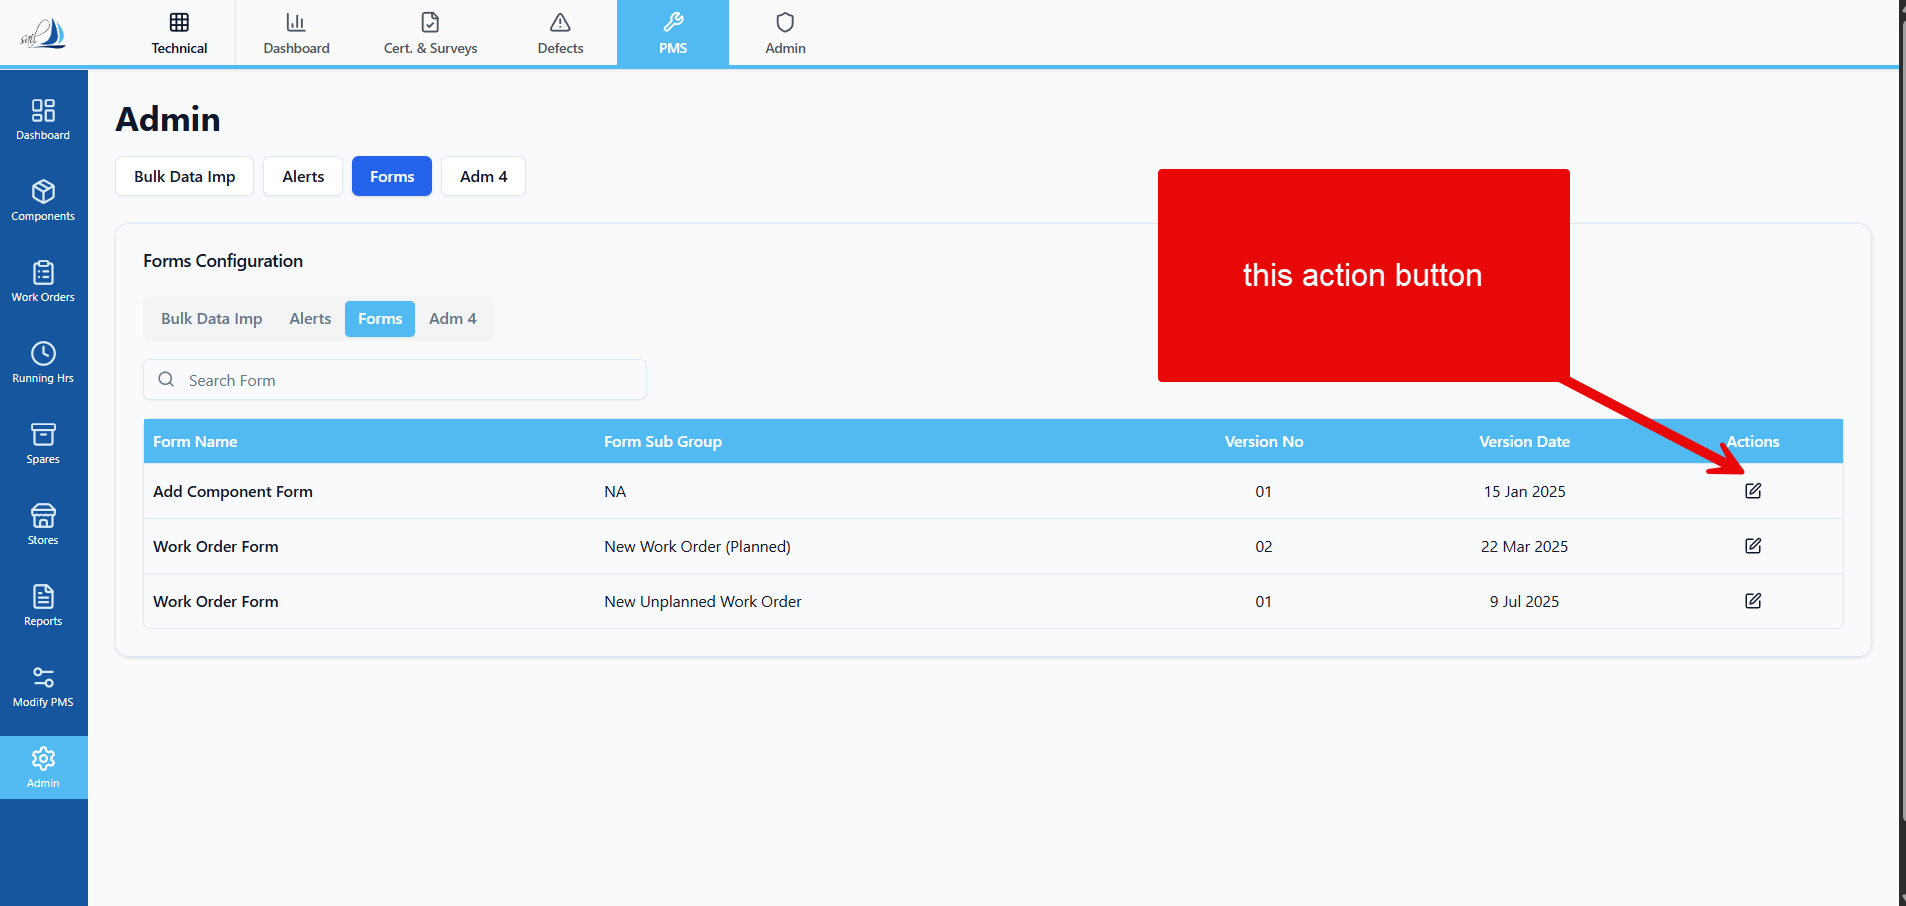 sail
Technical
Dashboard
Cert. & Surveys
Defects
PMS
Admin
Dashboard
Components
Work Orders
Running Hrs
Spares
Stores
Reports
Modify PMS
Admin
Admin
Bulk Data Imp
Alerts
Forms
Adm 4
this action button
Forms Configuration
Bulk Data Imp
Alerts
Forms
Adm 4
Search Form
Form Name Form Sub Group Version No Version Date Actions
Add Component Form NA 01 15 Jan 2025
Work Order Form New Work Order (Planned) 02 22 Mar 2025
Work Order Form New Unplanned Work Order 01 9 Jul 2025